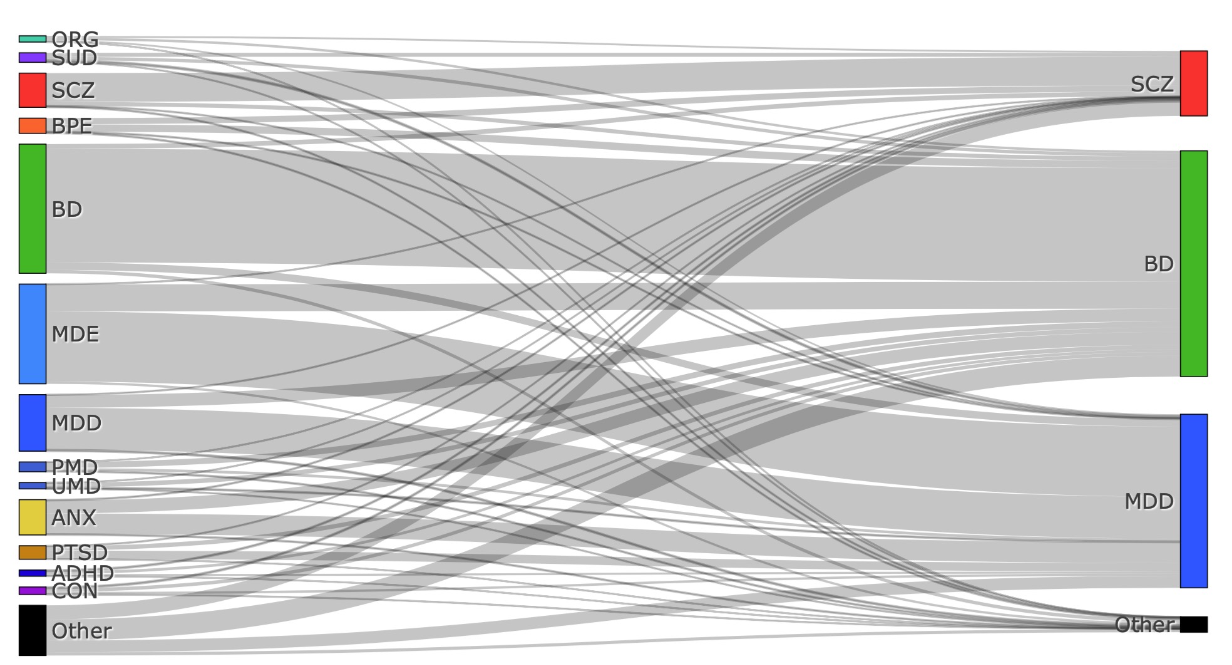 ORG
SUD
SCZ
BPE
BD
MDE
MDD
PMD
UMD
ANX
PTSD
ADHD
CON
Other
SCZ
BD
MDD
Other